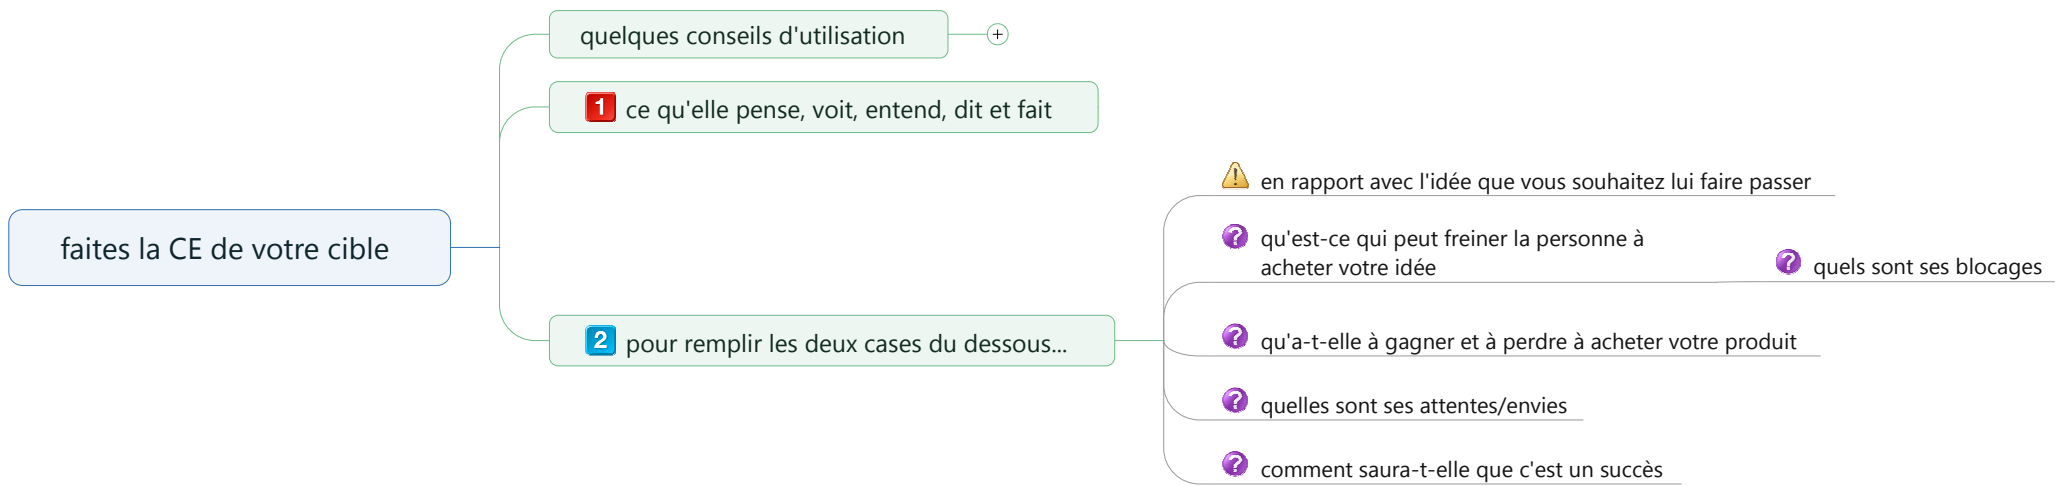 quelques conseils d'utilisation
1 ce qu'elle pense, voit, entend, dit et fait
faites la CE de votre cible
2 pour remplir les deux cases du dessous...
en rapport avec l'idée que vous souhaitez lui faire passer
qu'est-ce qui peut freiner la personne à
acheter votre idée
quels sont ses blocages
qu'a-t-elle à gagner et à perdre à acheter votre produit
quelles sont ses attentes/envies
comment saura-t-elle que c'est un succès